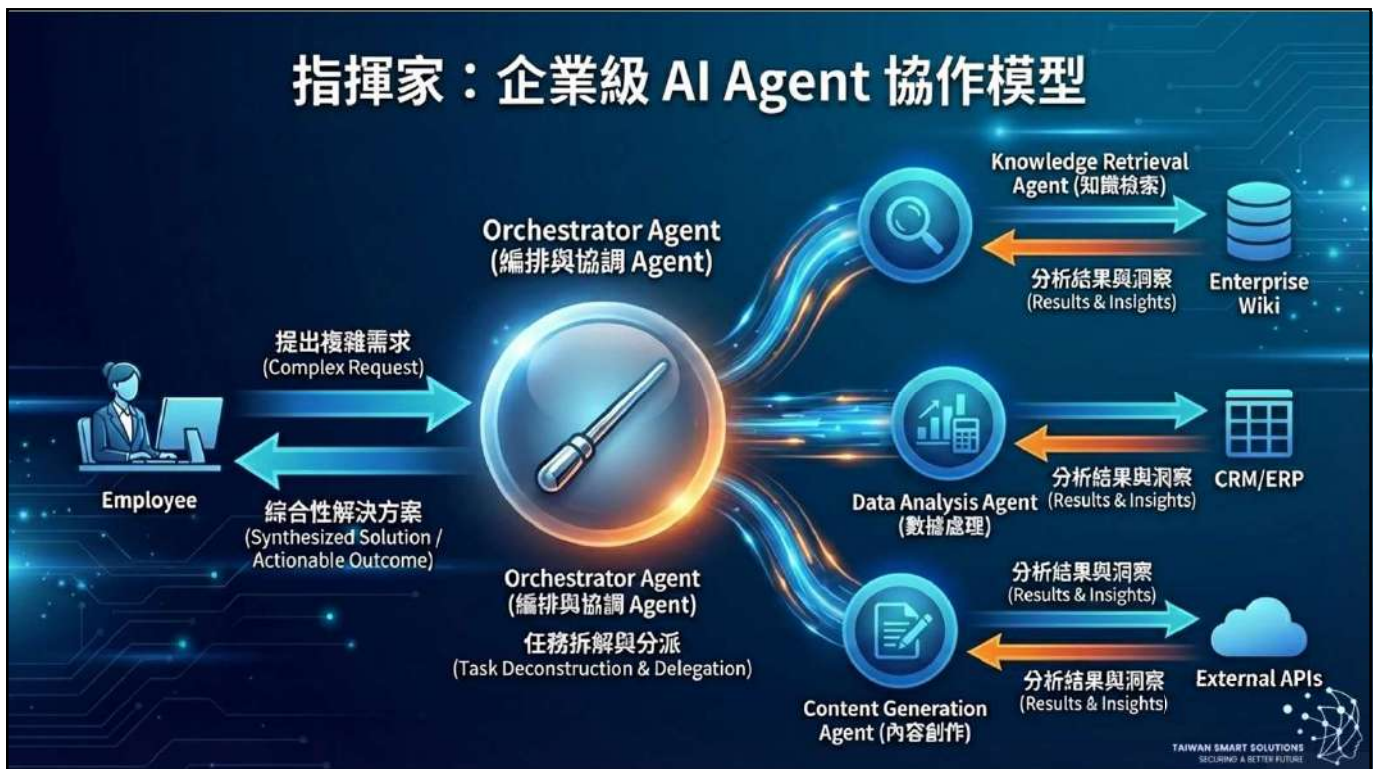 指揮家：企業級 AI Agent 協作模型
Orchestrator Agent
(編排與協調 Agent)
提出複雜需求
(Complex Request)
Employee
綜合性解決方案
(Synthesized Solution /
Actionable Outcome)
Orchestrator Agent
(編排與協調 Agent)
任務拆解與分派
(Task Deconstruction & Delegation)
Knowledge Retrieval
Agent (知識檢索)
分析結果與洞察
(Results & Insights)
Enterprise
Wiki
Data Analysis Agent
(數據處理)
分析結果與洞察
(Results & Insights)
CRM/ERP
分析結果與洞察
(Results & Insights)
分析結果與洞察
(Results & Insights)
External APIs
Content Generation
Agent (內容創作)
TAIWAN SMART SOLUTIONS
SECURING A BETTER FUTURE